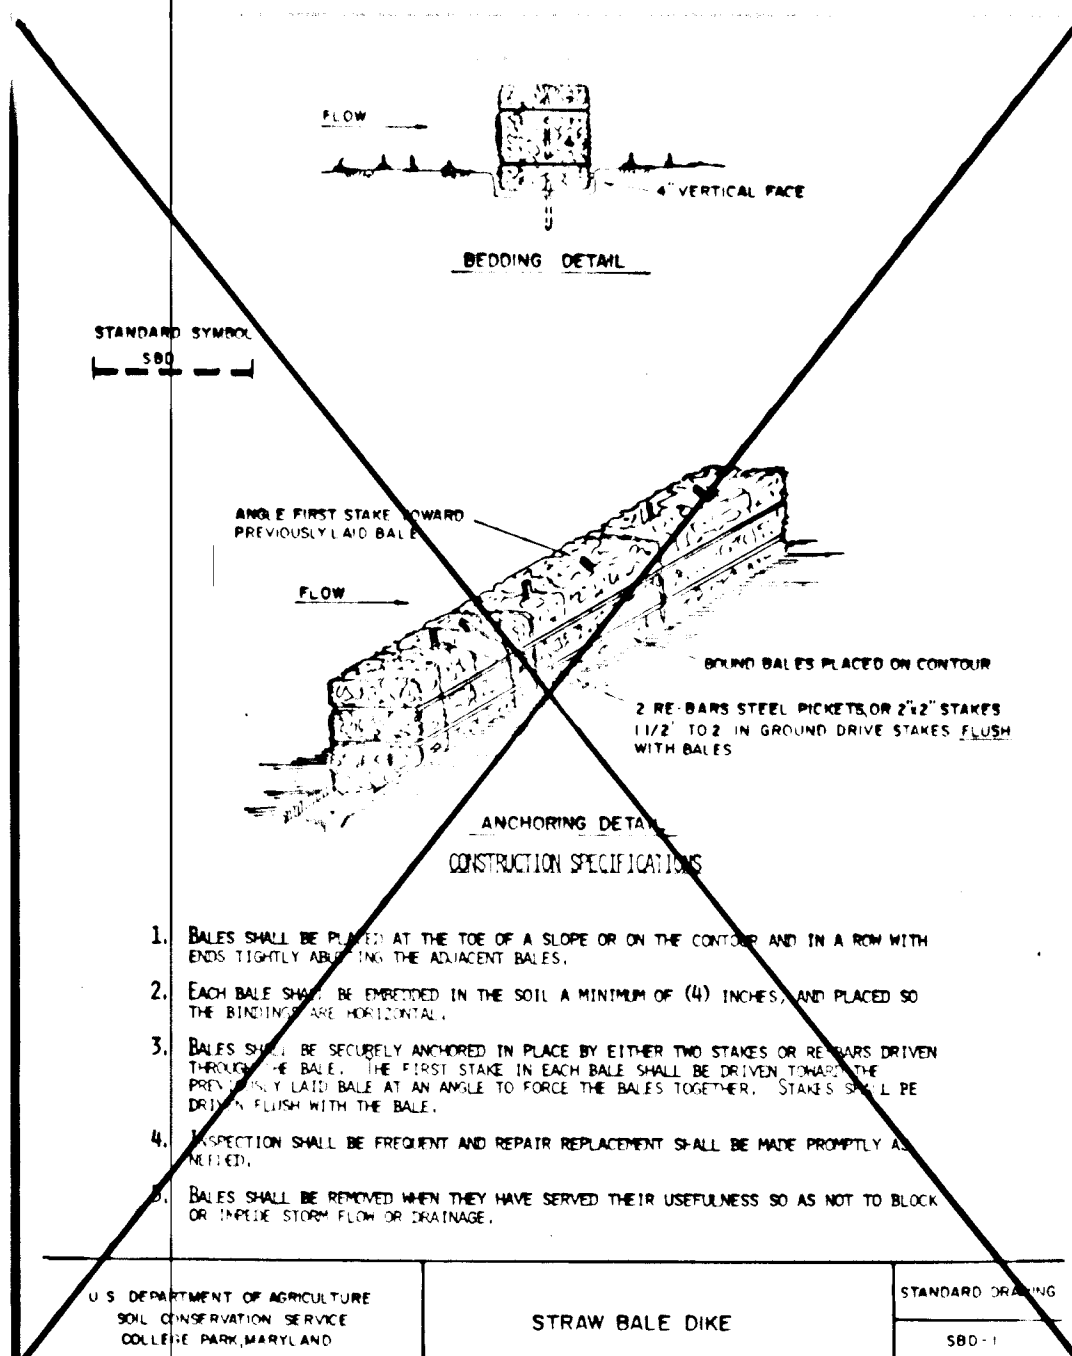 FLOW
4" VERTICAL FACE
BEDDING DETAIL
STANDARD SYMBOL
SBD
ANGLE FIRST STAKE TOWARD
PREVIOUSLY LAID BALE
FLOW
BOUND BALES PLACED ON CONTOUR
2 RE-BARS STEEL PICKETS, OR 2"x2" STAKES
1 1/2' TO 2 IN GROUND DRIVE STAKES FLUSH
WITH BALES
ANCHORING DETAIL
CONSTRUCTION SPECIFICATIONS
1. BALES SHALL BE PLACED AT THE TOE OF A SLOPE OR ON THE CONTOUR AND IN A ROW WITH
ENDS TIGHTLY ABUTTING THE ADJACENT BALES.
2. EACH BALE SHALL BE EMBEDDED IN THE SOIL A MINIMUM OF (4) INCHES, AND PLACED SO
THE BINDINGS ARE HORIZONTAL.
3. BALES SHALL BE SECURELY ANCHORED IN PLACE BY EITHER TWO STAKES OR RE-BARS DRIVEN
THROUGH THE BALE. THE FIRST STAKE IN EACH BALE SHALL BE DRIVEN TOWARD THE
PREVIOUSLY LAID BALE AT AN ANGLE TO FORCE THE BALES TOGETHER. STAKES SHALL BE
DRIVEN FLUSH WITH THE BALE.
4. INSPECTION SHALL BE FREQUENT AND REPAIR REPLACEMENT SHALL BE MADE PROMPTLY AS
NEEDED.
5. BALES SHALL BE REMOVED WHEN THEY HAVE SERVED THEIR USEFULNESS SO AS NOT TO BLOCK
OR IMPEDE STORM FLOW OR DRAINAGE.
U S DEPARTMENT OF AGRICULTURE
SOIL CONSERVATION SERVICE
COLLEGE PARK, MARYLAND
STRAW BALE DIKE
STANDARD DRAWING
SBD-1